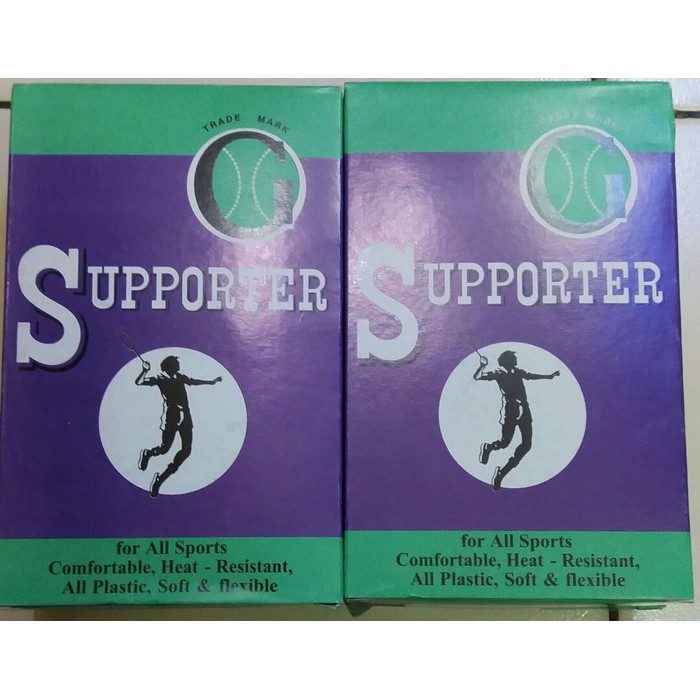 TRADE MARK
G
SUPPORTER
for All Sports
Comfortable, Heat - Resistant,
All Plastic, Soft & flexible
TRADE MARK
G
SUPPORTER
for All Sports
Comfortable, Heat - Resistant,
All Plastic, Soft & flexible